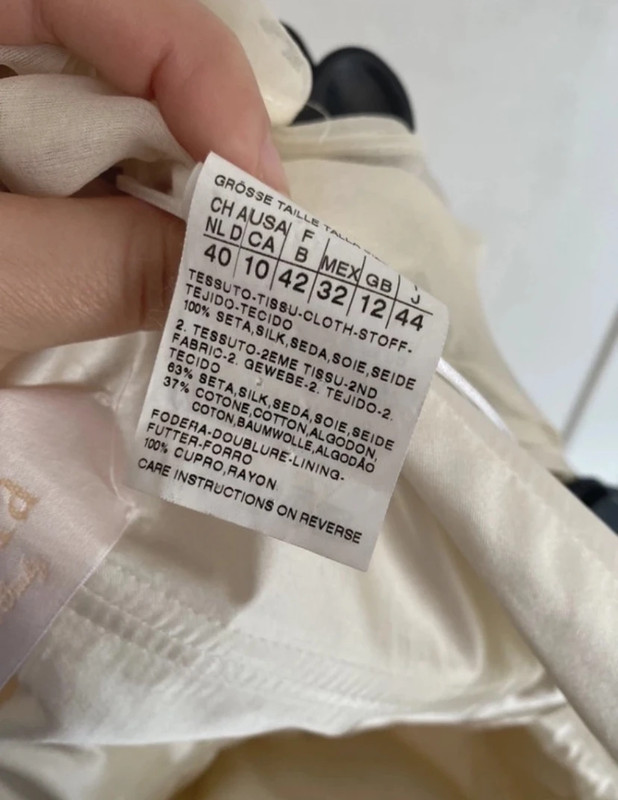 GRÖSSE TAILLE TALLA
CH A USA F
NL D CA B MEX GB J
40 10 42 32 12 44
TESSUTO-TISSU-CLOTH-STOFF-
TEJIDO-TECIDO
100% SETA,SILK,SEDA,SOIE,SEIDE
2. TESSUTO-2EME TISSU-2ND
FABRIC-2. GEWEBE-2. TEJIDO-2.
TECIDO
63% SETA,SILK,SEDA,SOIE,SEIDE
37% COTONE,COTTON,ALGODON,
COTON,BAUMWOLLE,ALGODÃO
FODERA-DOUBLURE-LINING-
FUTTER-FORRO
100% CUPRO,RAYON
CARE INSTRUCTIONS ON REVERSE